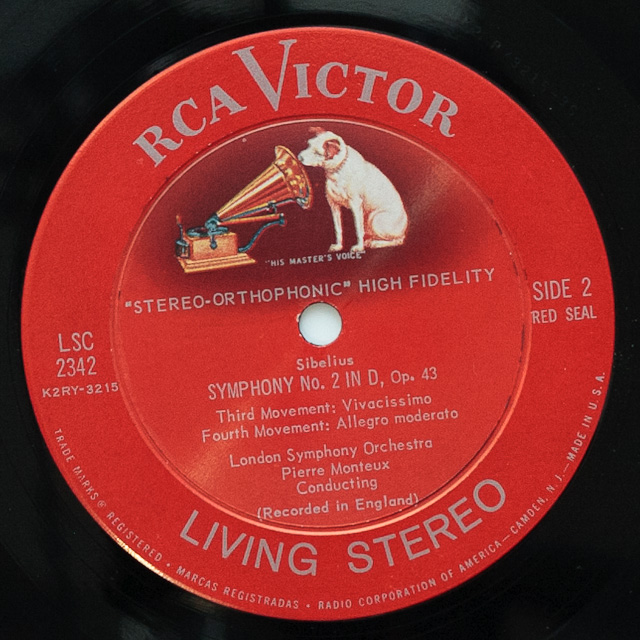 RCA VICTOR
"HIS MASTER'S VOICE"
"STEREO-ORTHOPHONIC" HIGH FIDELITY
SIDE 2
RED SEAL
LSC
2342
K2RY-3215
Sibelius
SYMPHONY No. 2 IN D, Op. 43
Third Movement: Vivacissimo
Fourth Movement: Allegro moderato
London Symphony Orchestra
Pierre Monteux
Conducting
(Recorded in England)
LIVING STEREO
TRADE MARKS® REGISTERED • MARCAS REGISTRADAS • RADIO CORPORATION OF AMERICA—CAMDEN, N.J.—MADE IN U.S.A.